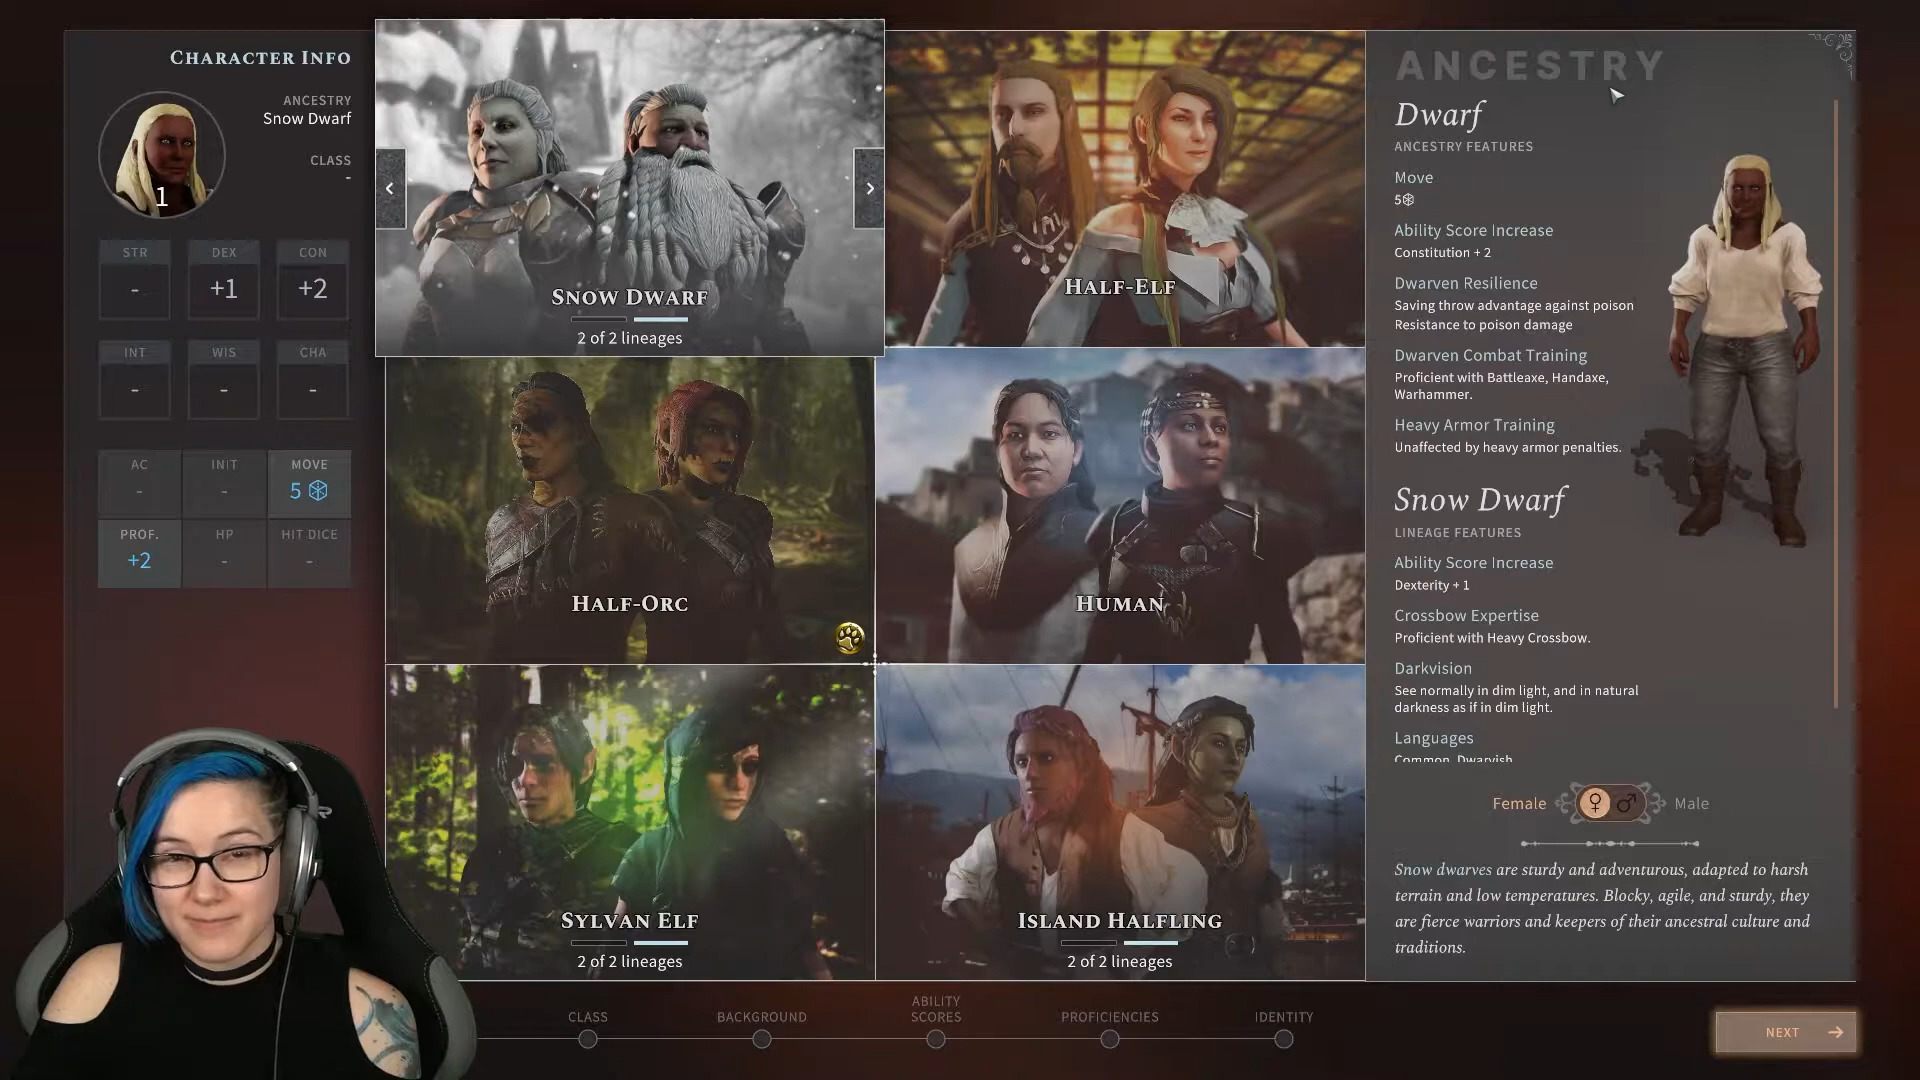 CHARACTER INFO
ANCESTRY
Snow Dwarf
CLASS
-
1
STR
DEX
CON
-
+1
+2
INT
WIS
CHA
-
-
-
AC
INIT
MOVE
-
-
5
PROF.
HP
HIT DICE
+2
-
-
SNOW DWARF
2 of 2 lineages
HALF-ELF
HALF-ORC
HUMAN
SYLVAN ELF
2 of 2 lineages
ISLAND HALFLING
2 of 2 lineages
ANCESTRY
Dwarf
ANCESTRY FEATURES
Move
5
Ability Score Increase
Constitution + 2
Dwarven Resilience
Saving throw advantage against poison
Resistance to poison damage
Dwarven Combat Training
Proficient with Battleaxe, Handaxe,
Warhammer.
Heavy Armor Training
Unaffected by heavy armor penalties.
Snow Dwarf
LINEAGE FEATURES
Ability Score Increase
Dexterity + 1
Crossbow Expertise
Proficient with Heavy Crossbow.
Darkvision
See normally in dim light, and in natural
darkness as if in dim light.
Languages
Common, Dwarvish
Female
Male
Snow dwarves are sturdy and adventurous, adapted to harsh
terrain and low temperatures. Blocky, agile, and sturdy, they
are fierce warriors and keepers of their ancestral culture and
traditions.
CLASS
BACKGROUND
ABILITY
SCORES
PROFICIENCIES
IDENTITY
NEXT